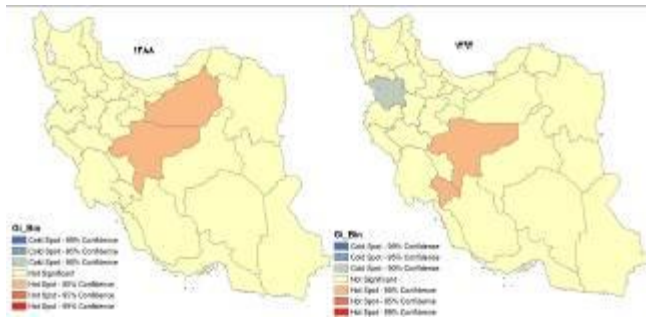 ۱۳۸۸
Gi_Bin
Cold Spot - 99% Confidence
Cold Spot - 95% Confidence
Cold Spot - 90% Confidence
Not Significant
Hot Spot - 90% Confidence
Hot Spot - 95% Confidence
Hot Spot - 99% Confidence
Gi_Bin
Cold Spot - 99% Confidence
Cold Spot - 95% Confidence
Cold Spot - 90% Confidence
Not Significant
Hot Spot - 90% Confidence
Hot Spot - 95% Confidence
Hot Spot - 99% Confidence